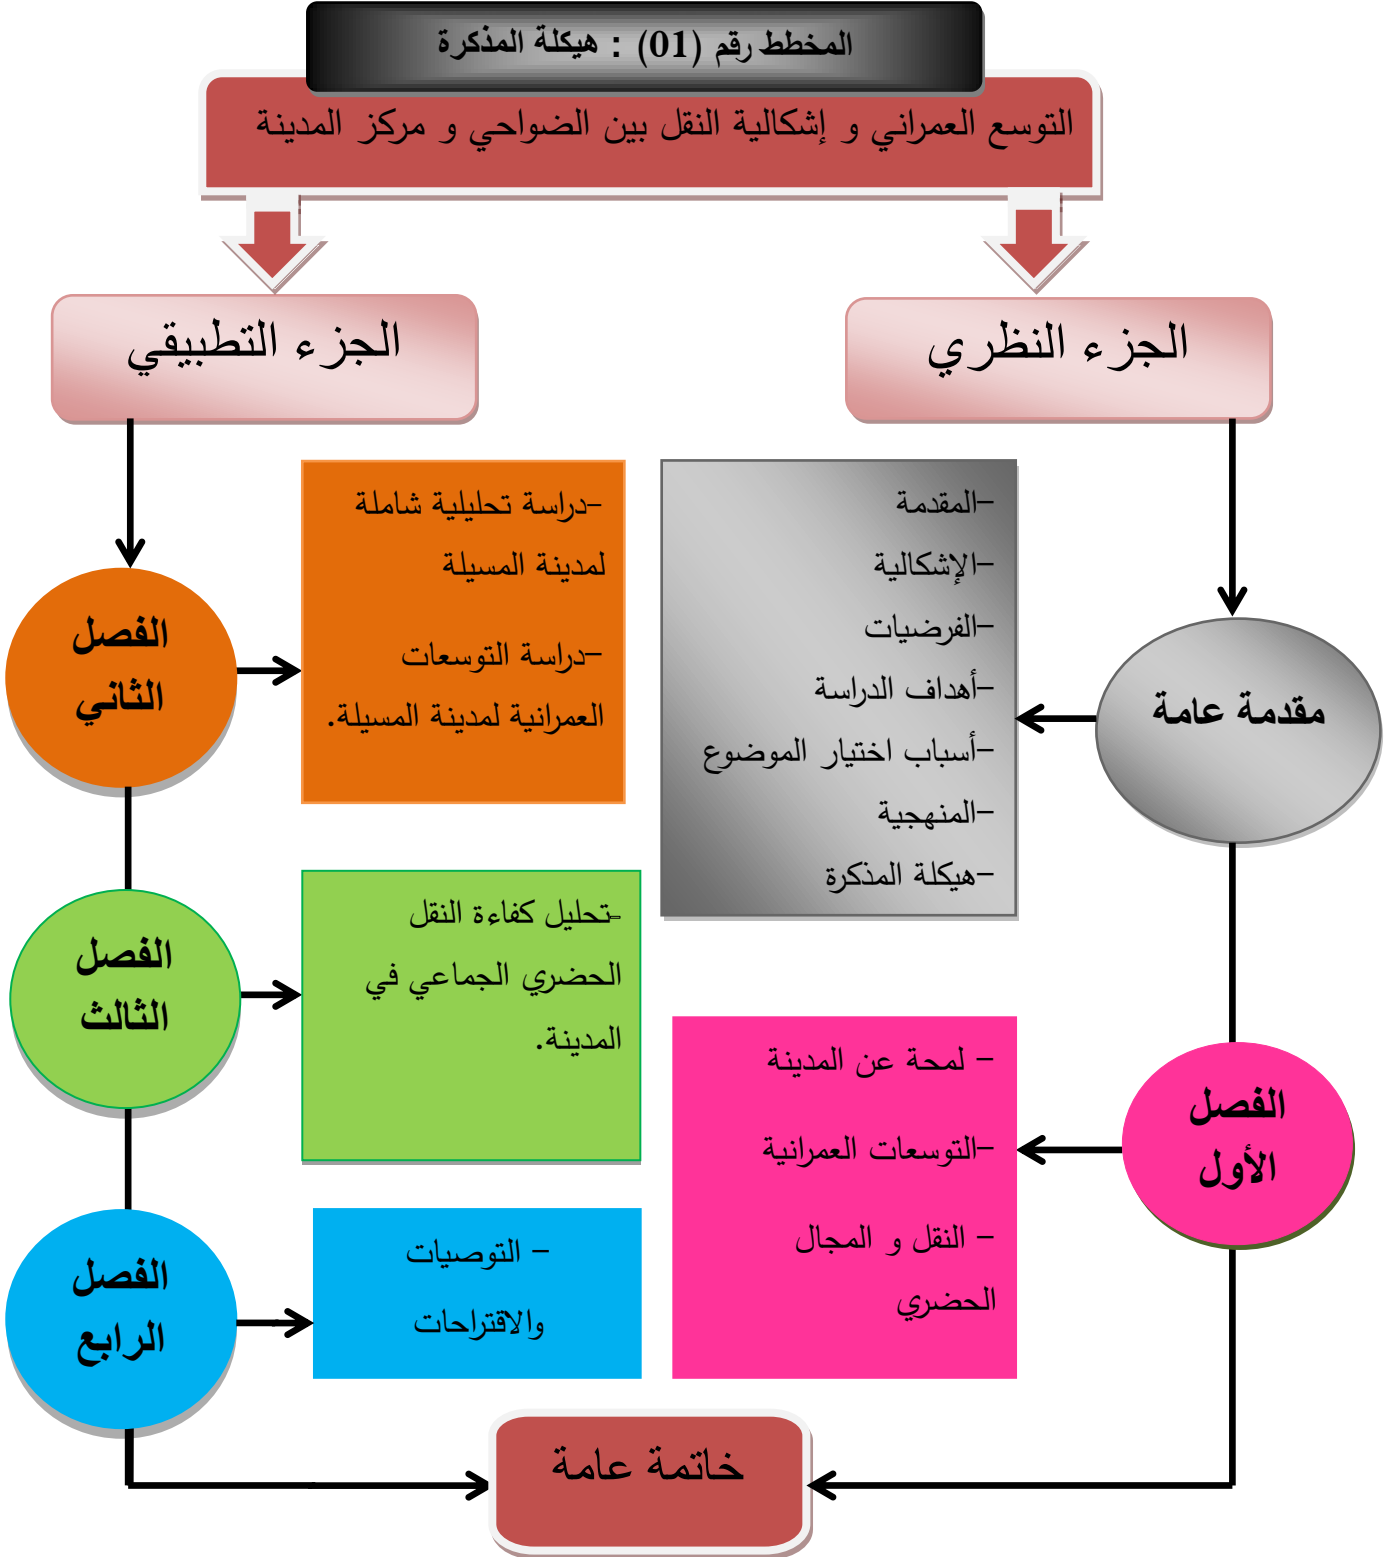 المخطط رقم (01) : هيكلة المذكرة
التوسع العمراني و إشكالية النقل بين الضواحي و مركز المدينة
الجزء النظري
الجزء التطبيقي
مقدمة عامة
-المقدمة
-الإشكالية
-الفرضيات
-أهداف الدراسة
-أسباب اختيار الموضوع
-المنهجية
-هيكلة المذكرة
الفصل
الأول
- لمحة عن المدينة
-التوسعات العمرانية
- النقل و المجال
الحضري
الفصل
الثاني
-دراسة تحليلية شاملة
لمدينة المسيلة
-دراسة التوسعات
العمرانية لمدينة المسيلة.
الفصل
الثالث
-تحليل كفاءة النقل
الحضري الجماعي في
المدينة.
الفصل
الرابع
- التوصيات
والاقتراحات
خاتمة عامة